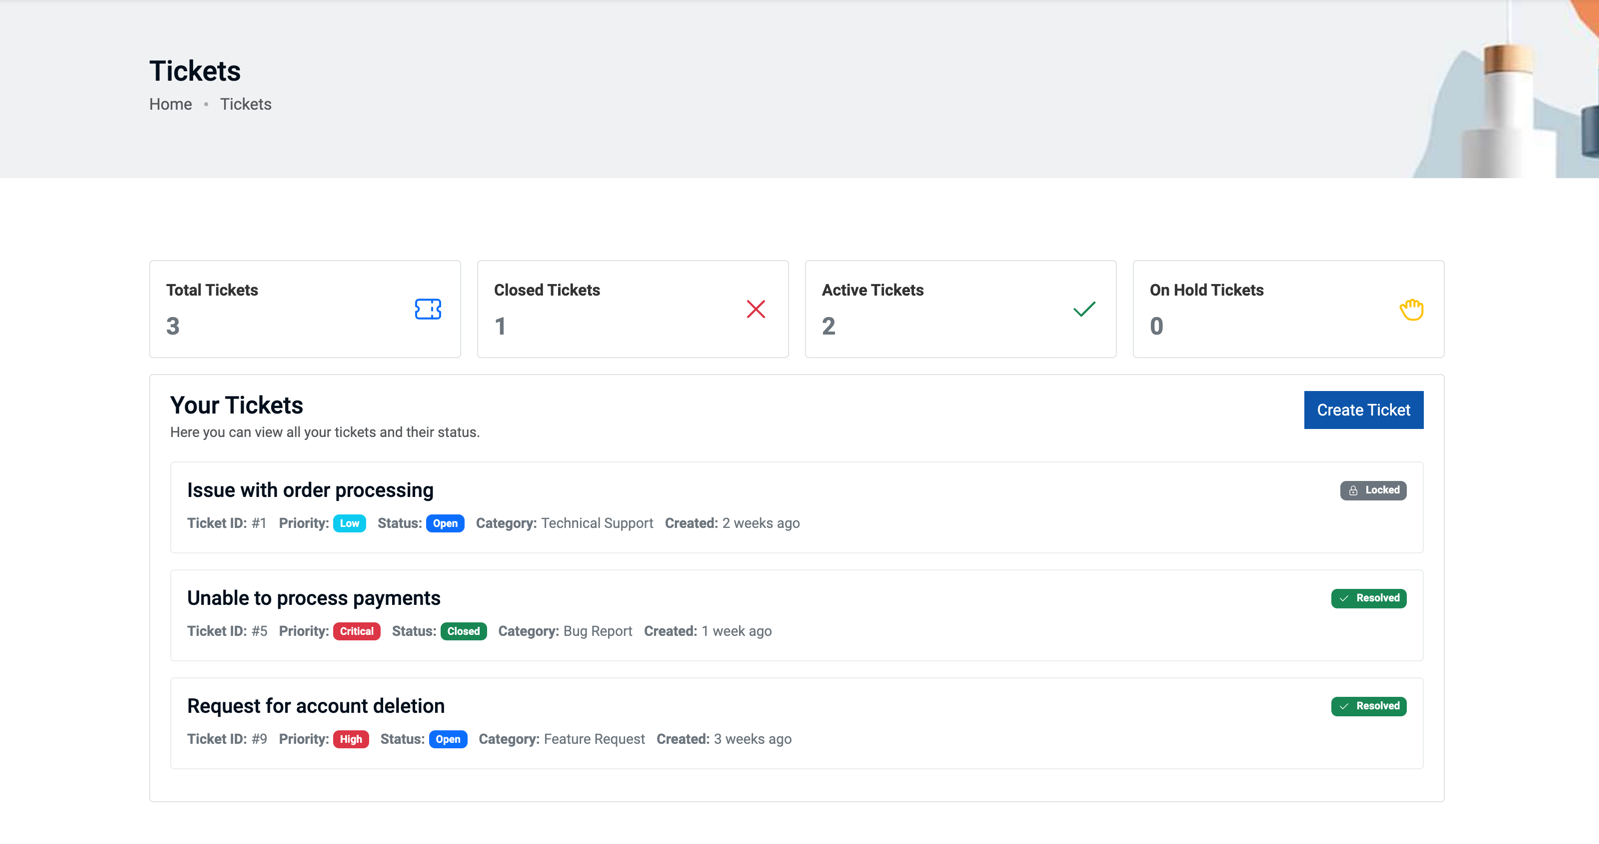 Tickets
Home • Tickets
Total Tickets
3
Closed Tickets
1
Active Tickets
2
On Hold Tickets
0
Your Tickets
Create Ticket
Here you can view all your tickets and their status.
Issue with order processing
Locked
Ticket ID: #1 Priority: Low Status: Open Category: Technical Support Created: 2 weeks ago
Unable to process payments
Resolved
Ticket ID: #5 Priority: Critical Status: Closed Category: Bug Report Created: 1 week ago
Request for account deletion
Resolved
Ticket ID: #9 Priority: High Status: Open Category: Feature Request Created: 3 weeks ago